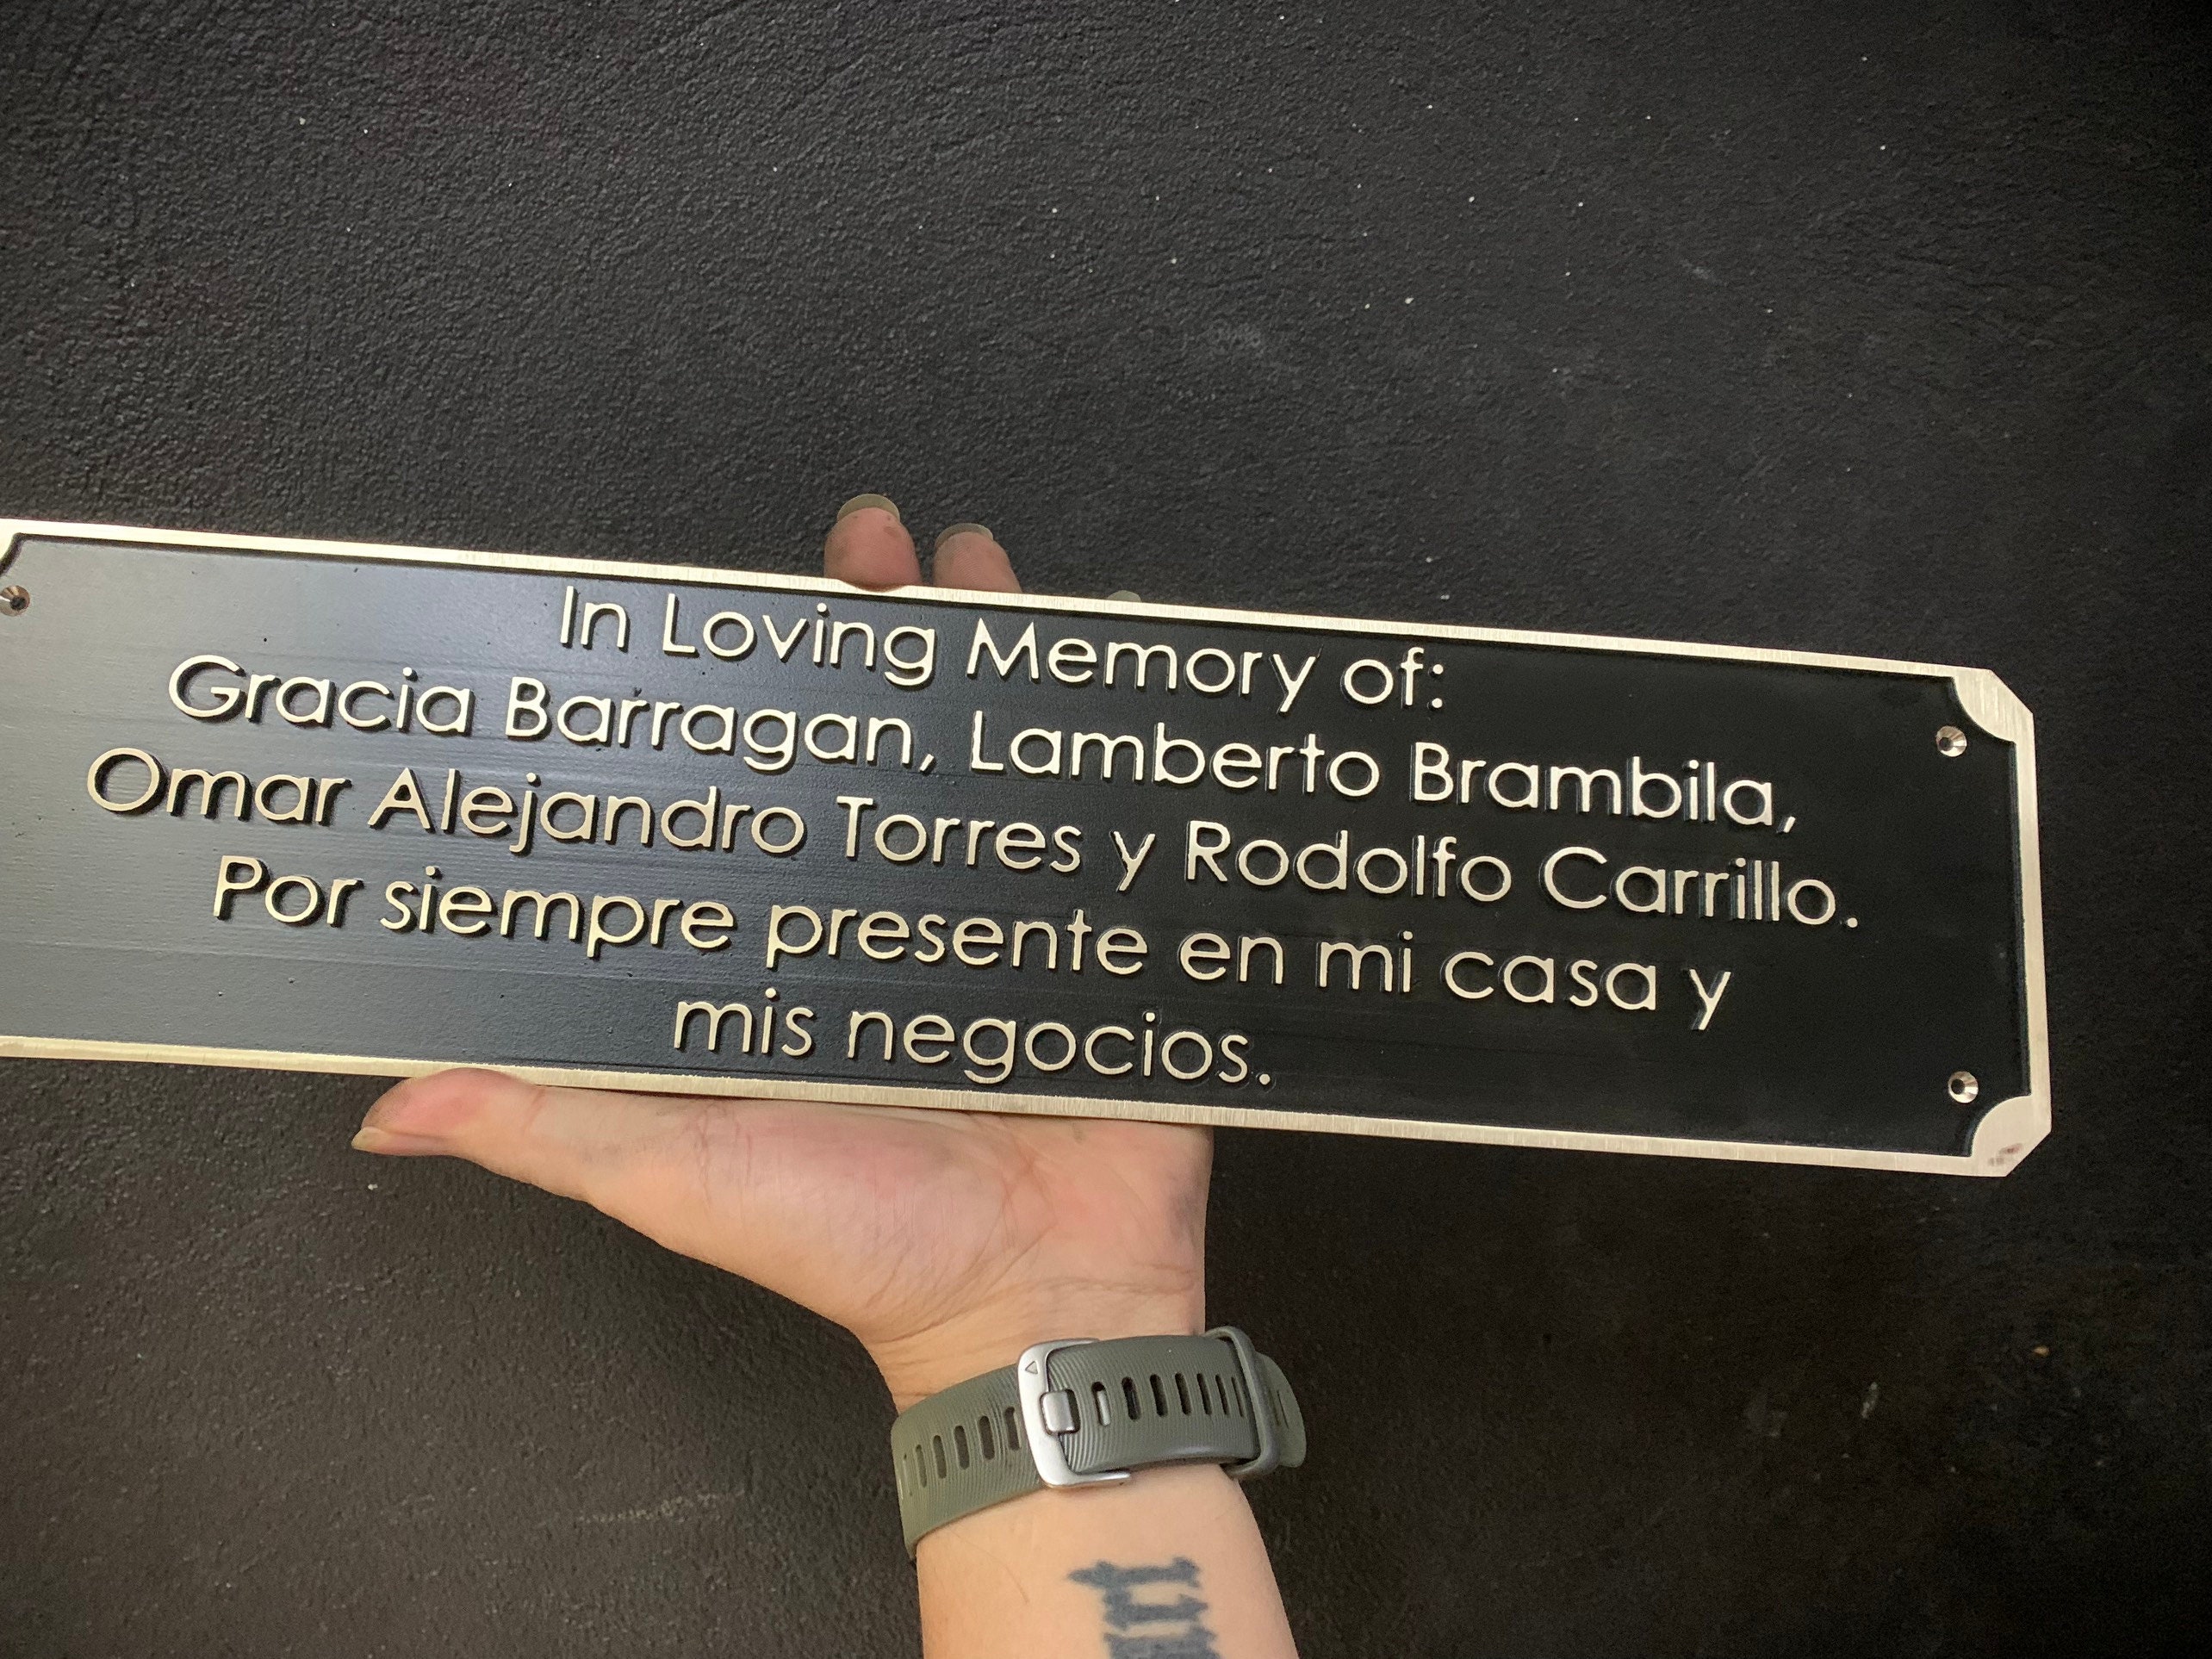 In Loving Memory of:
Gracia Barragan, Lamberto Brambila,
Omar Alejandro Torres y Rodolfo Carrillo.
Por siempre presente en mi casa y
mis negocios.